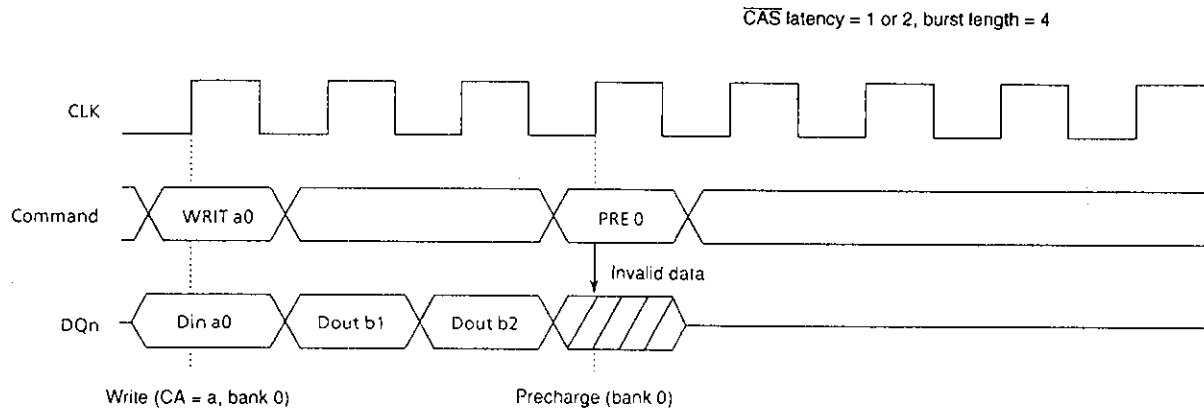 CAS latency = 1 or 2, burst length = 4
CLK
Command
WRIT a0
PRE 0
Invalid data
DQn
Din a0
Dout b1
Dout b2
Write (CA = a, bank 0)
Precharge (bank 0)